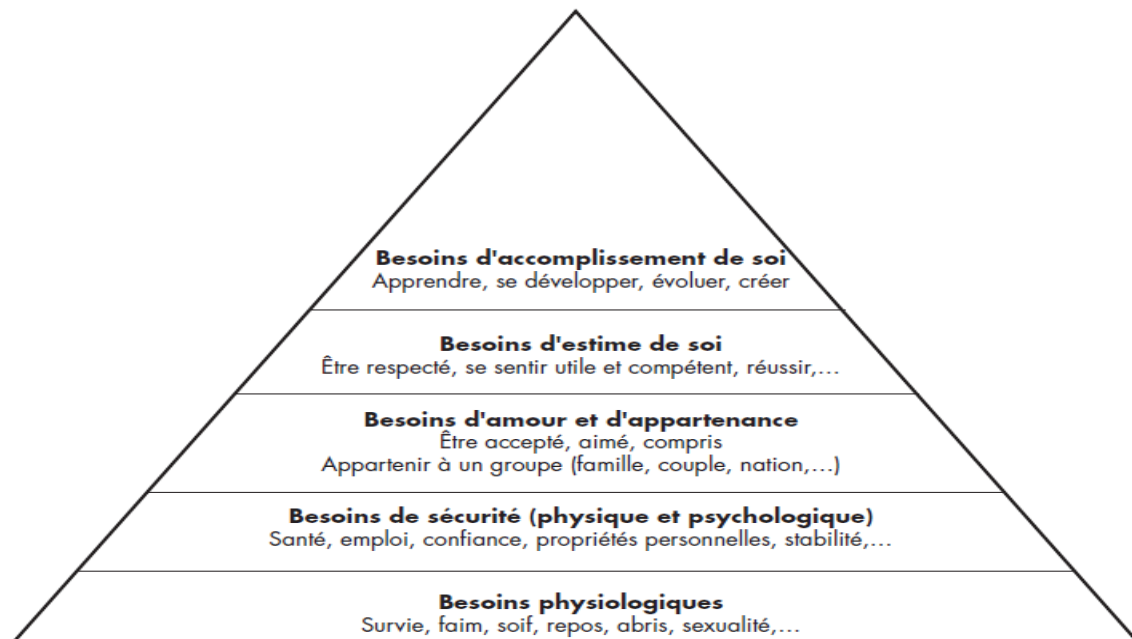 Besoins d'accomplissement de soi
Apprendre, se développer, évoluer, créer
Besoins d'estime de soi
Être respecté, se sentir utile et compétent, réussir,...
Besoins d'amour et d'appartenance
Être accepté, aimé, compris
Appartenir à un groupe (famille, couple, nation,...)
Besoins de sécurité (physique et psychologique)
Santé, emploi, confiance, propriétés personnelles, stabilité,...
Besoins physiologiques
Survie, faim, soif, repos, abris, sexualité,...